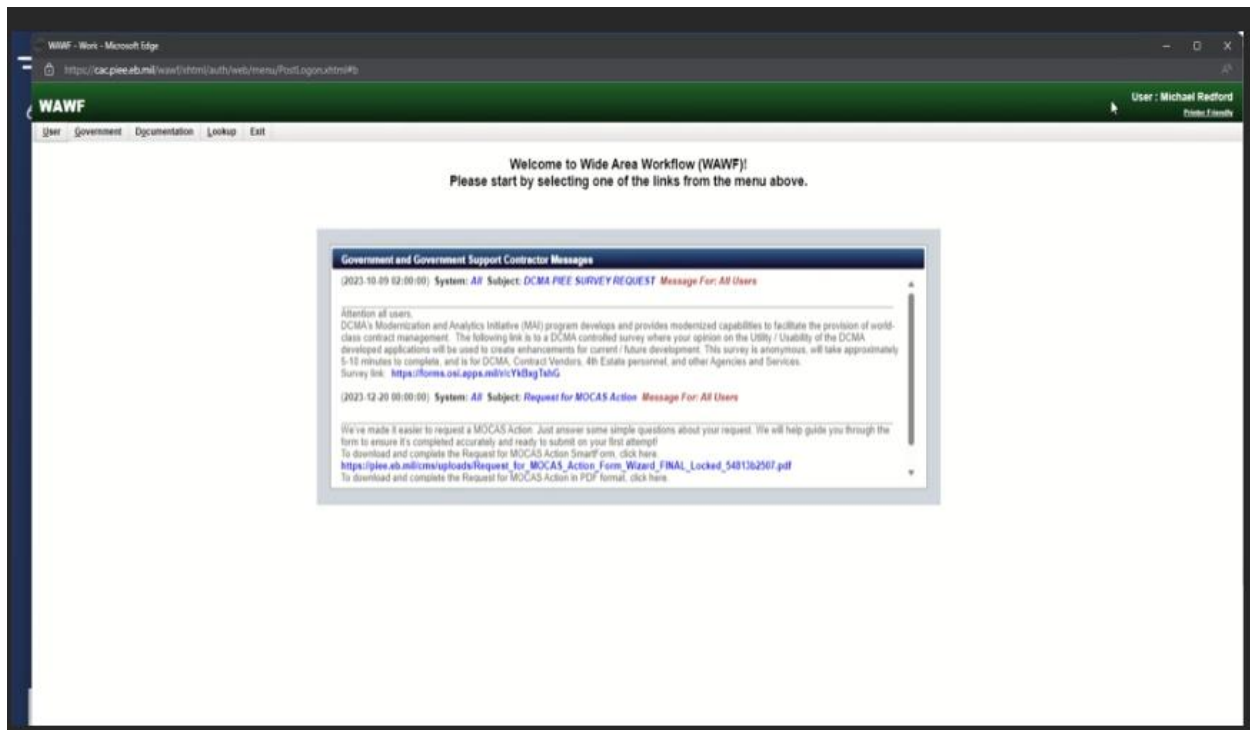 WAWF - Work - Microsoft Edge
https://cac.piee.eb.mil/wawf/xhtml/auth/web/menu/PostLogon.xhtml#b
WAWF
User : Michael Redford
Printer Friendly
User Government Documentation Lookup Exit
Welcome to Wide Area Workflow (WAWF)!
Please start by selecting one of the links from the menu above.
Government and Government Support Contractor Messages
(2023-10-09 02:00:00) System: All Subject: DCMA PIEE SURVEY REQUEST Message For: All Users
Attention all users,
DCMA's Modernization and Analytics Initiative (MAI) program develops and provides modernized capabilities to facilitate the provision of world-
class contract management. The following link is to a DCMA controlled survey where your opinion on the Utility / Usability of the DCMA
developed applications will be used to create enhancements for current / future development. This survey is anonymous, will take approximately
5-10 minutes to complete, and is for DCMA, Contract Vendors, 4th Estate personnel, and other Agencies and Services.
Survey link:
(2023-12-20 00:00:00) System: All Subject: Request for MOCAS Action Message For: All Users
We've made it easier to request a MOCAS Action. Just answer some simple questions about your request. We will help guide you through the
form to ensure it's completed accurately and ready to submit on your first attempt!
To download and complete the Request for MOCAS Action SmartForm, click here.
https://piee.eb.mil/cms/uploads/Request_for_MOCAS_Action_Form_Wizard_FINAL_Locked_54813b2507.pdf
To download and complete the Request for MOCAS Action in PDF format, click here.